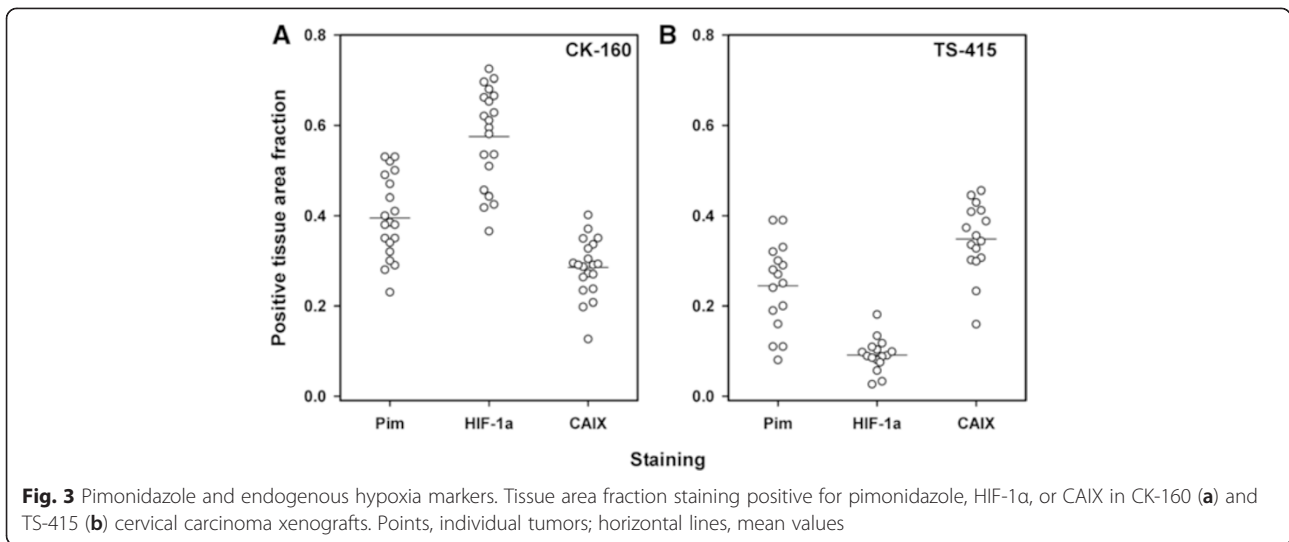 A
CK-160
B
TS-415
Positive tissue area fraction
0.8
0.6
0.4
0.2
0.0
0.8
0.6
0.4
0.2
0.0
Pim HIF-1a CAIX
Pim HIF-1a CAIX
Staining
Fig. 3 Pimonidazole and endogenous hypoxia markers. Tissue area fraction staining positive for pimonidazole, HIF-1α, or CAIX in CK-160 (a) and
TS-415 (b) cervical carcinoma xenografts. Points, individual tumors; horizontal lines, mean values